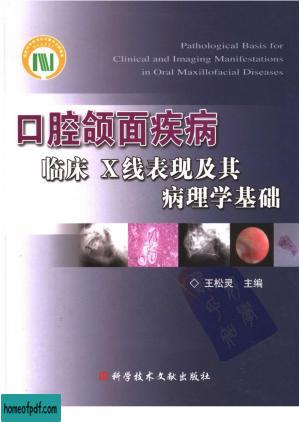 Pathological Basis for
Clinical and Imaging Manifestations
in Oral Maxillofacial Diseases
口腔颌面疾病
临床 X线表现及其
病理学基础
◇王松灵 主编
科学技术文献出版社
homeofpdf.com